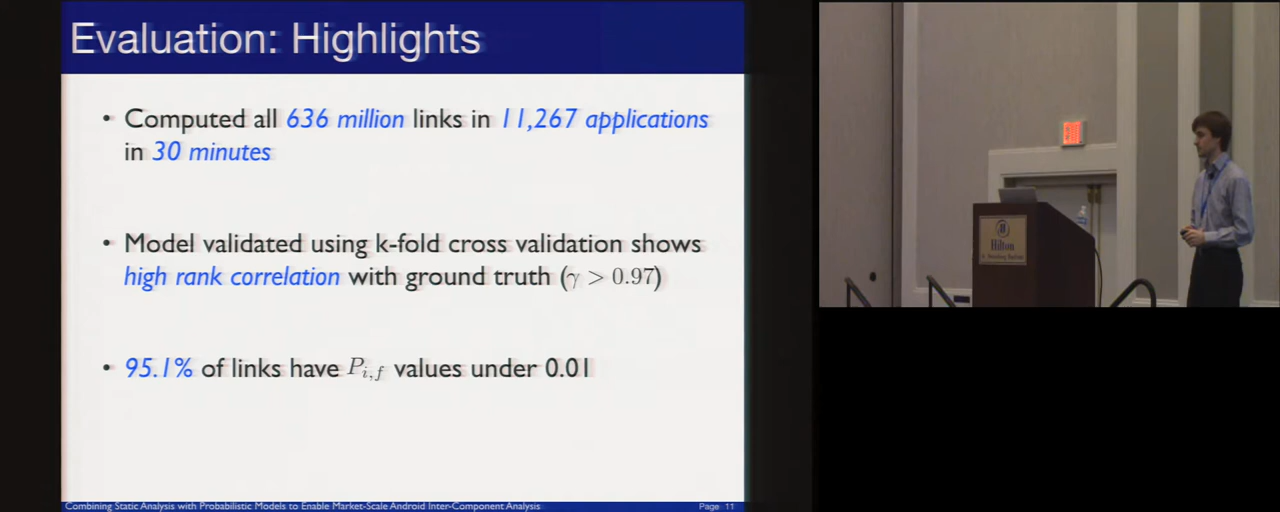 Evaluation: Highlights
• Computed all 636 million links in 11,267 applications
in 30 minutes
• Model validated using k-fold cross validation shows
high rank correlation with ground truth (γ > 0.97)
• 95.1% of links have P_{i,f} values under 0.01
Combining Static Analysis with Probabilistic Models to Enable Market-Scale Android Inter-Component Analysis
Page 11
Hilton